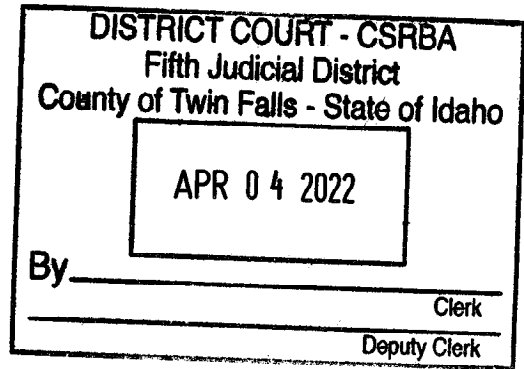 DISTRICT COURT - CSRBA
Fifth Judicial District
County of Twin Falls - State of Idaho
APR 04 2022
By
Clerk
Deputy Clerk